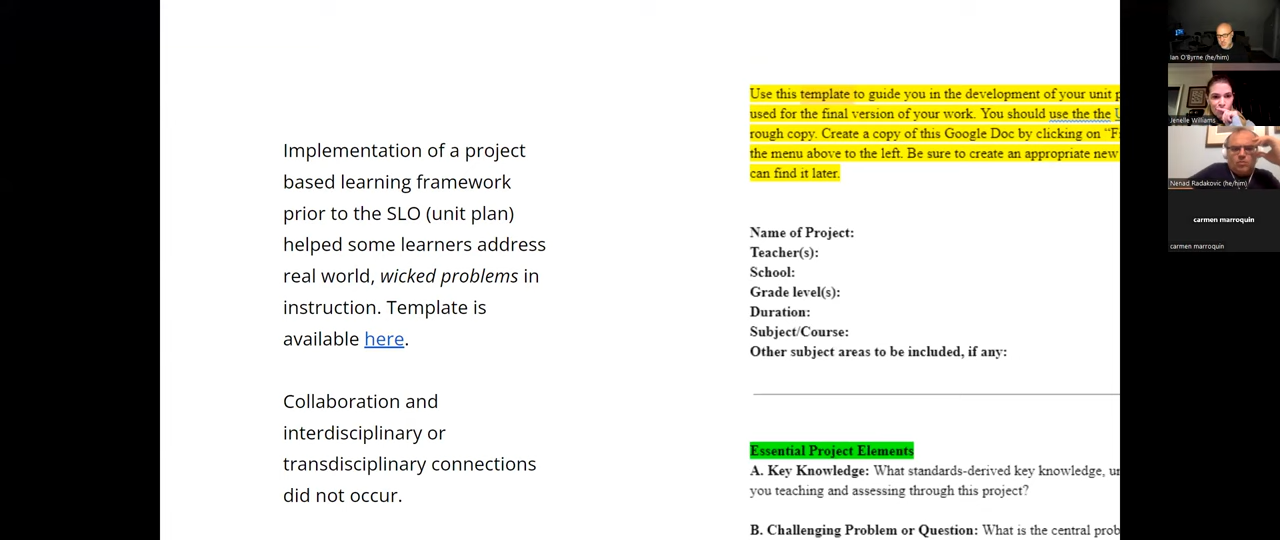 Implementation of a project
based learning framework
prior to the SLO (unit plan)
helped some learners address
real world, wicked problems in
instruction. Template is
available here.
Collaboration and
interdisciplinary or
transdisciplinary connections
did not occur.
Use this template to guide you in the development of your unit p
used for the final version of your work. You should use the the U
rough copy. Create a copy of this Google Doc by clicking on “F
the menu above to the left. Be sure to create an appropriate new
can find it later.
Name of Project:
Teacher(s):
School:
Grade level(s):
Duration:
Subject/Course:
Other subject areas to be included, if any:
Essential Project Elements
A. Key Knowledge: What standards-derived key knowledge, un
you teaching and assessing through this project?
B. Challenging Problem or Question: What is the central prob
Ian O'Byrne (he/him)
Jenelle Williams
Nenad Radakovic (he/him)
carmen marroquin
carmen marroquin